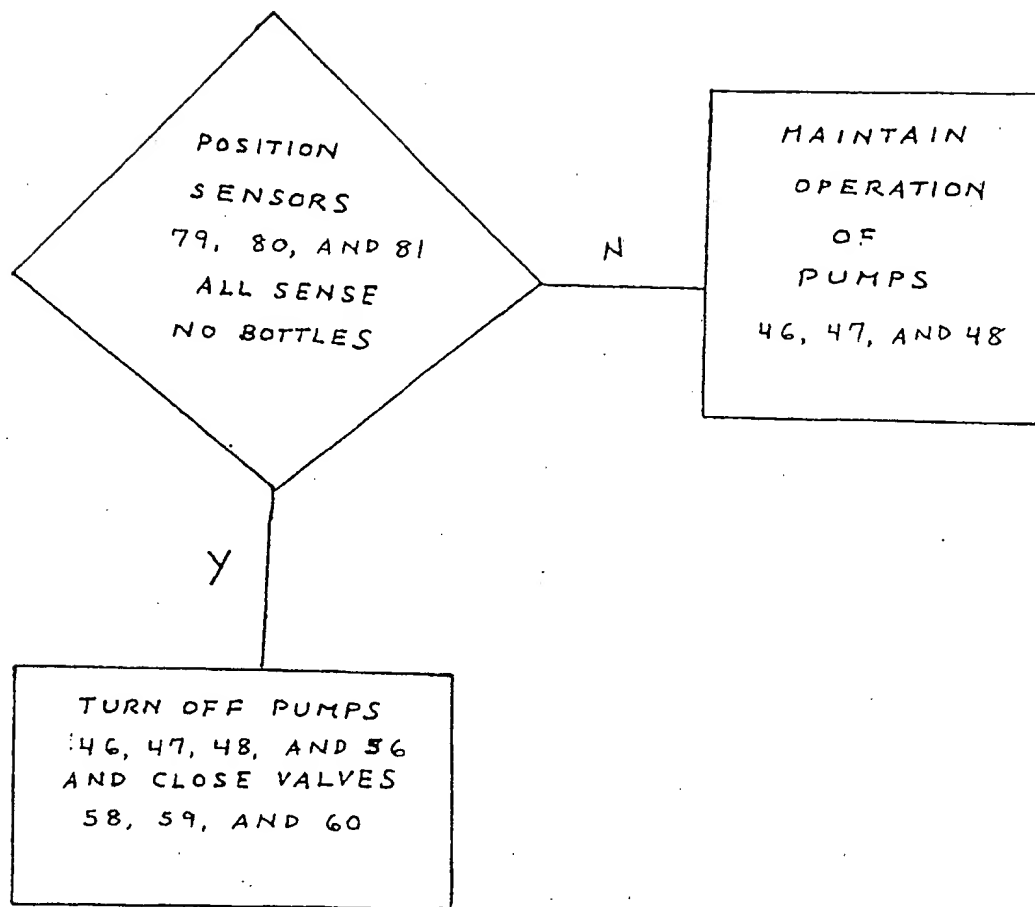 POSITION
SENSORS
79, 80, AND 81
ALL SENSE
NO BOTTLES
N
MAINTAIN
OPERATION
OF
PUMPS
46, 47, AND 48
Y
TURN OFF PUMPS
46, 47, 48, AND 56
AND CLOSE VALVES
58, 59, AND 60